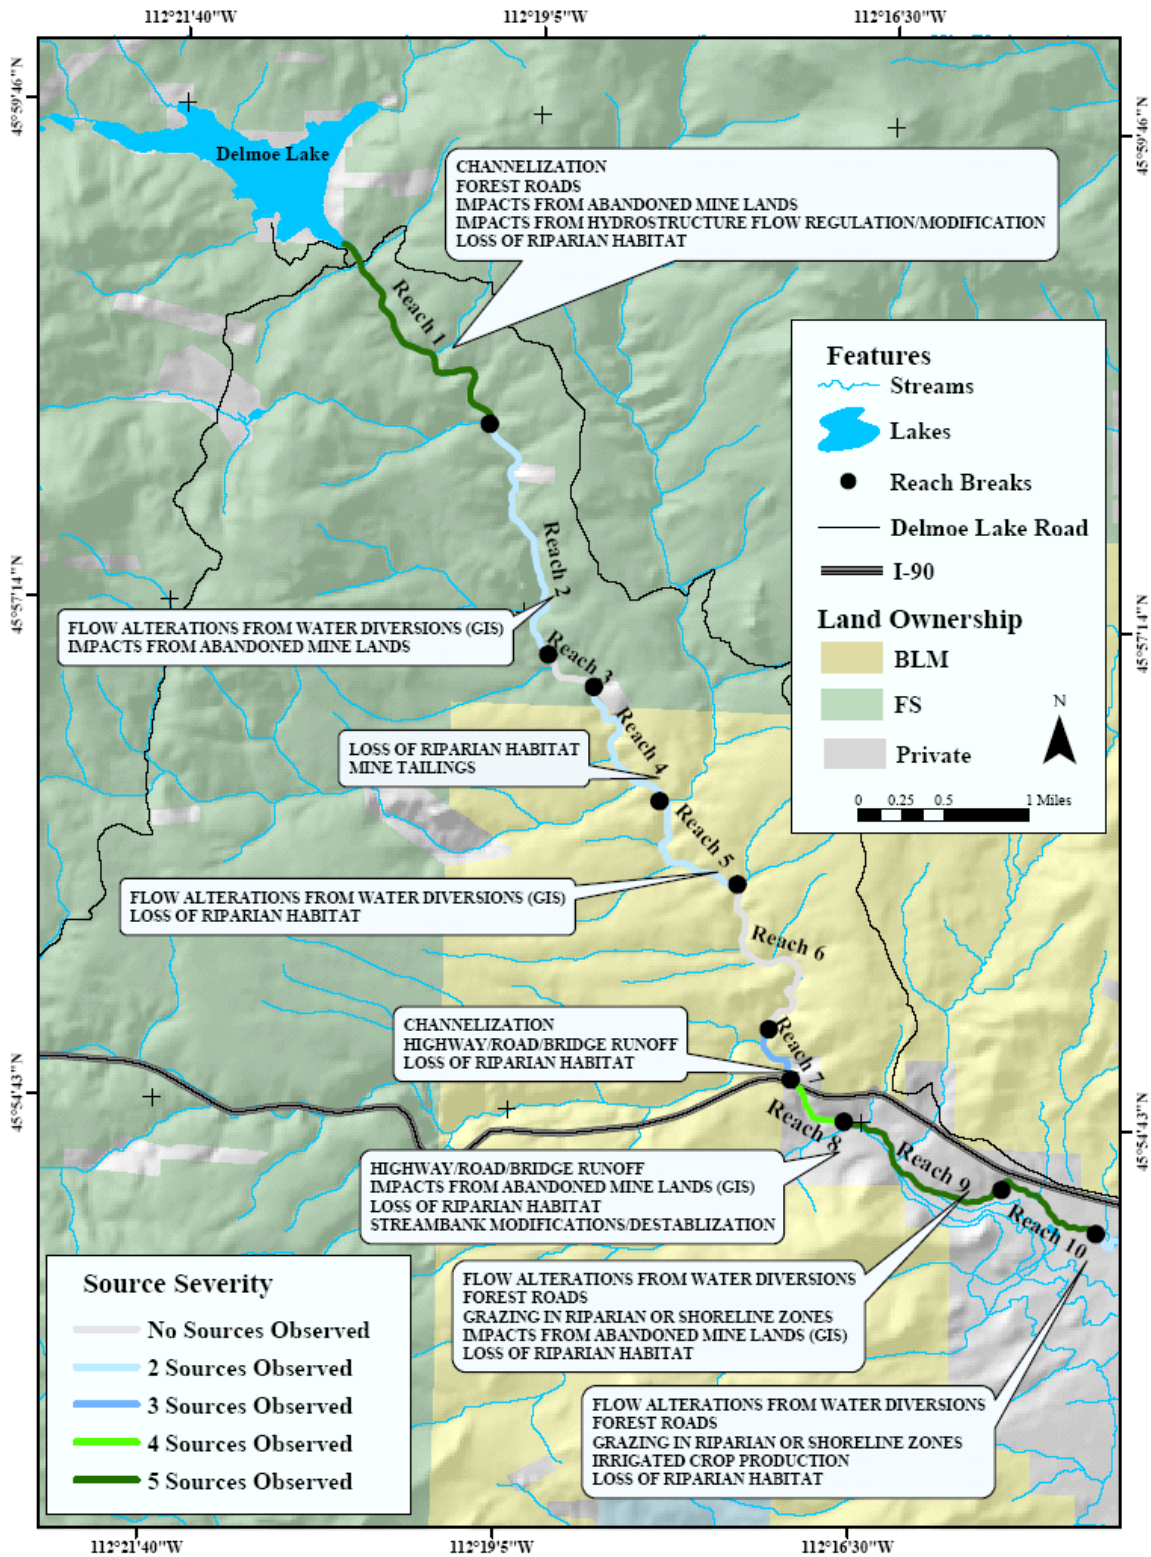 112°21'40"W
112°19'5"W
112°16'30"W
45°59'46"N
45°59'46"N
Delmoe Lake
CHANNELIZATION
FOREST ROADS
IMPACTS FROM ABANDONED MINE LANDS
IMPACTS FROM HYDROSTRUCTURE FLOW REGULATION/MODIFICATION
LOSS OF RIPARIAN HABITAT
Reach 1
Features
Streams
Lakes
Reach Breaks
Delmoe Lake Road
I-90
Land Ownership
BLM
FS
Private
N
0 0.25 0.5 1 Miles
Reach 2
45°57'14"N
45°57'14"N
FLOW ALTERATIONS FROM WATER DIVERSIONS (GIS)
IMPACTS FROM ABANDONED MINE LANDS
Reach 3
Reach 4
LOSS OF RIPARIAN HABITAT
MINE TAILINGS
Reach 5
FLOW ALTERATIONS FROM WATER DIVERSIONS (GIS)
LOSS OF RIPARIAN HABITAT
Reach 6
CHANNELIZATION
HIGHWAY/ROAD/BRIDGE RUNOFF
LOSS OF RIPARIAN HABITAT
Reach 7
45°54'43"N
45°54'43"N
Reach 8
HIGHWAY/ROAD/BRIDGE RUNOFF
IMPACTS FROM ABANDONED MINE LANDS (GIS)
LOSS OF RIPARIAN HABITAT
STREAMBANK MODIFICATIONS/DESTABLIZATION
Reach 9
Reach 10
FLOW ALTERATIONS FROM WATER DIVERSIONS
FOREST ROADS
GRAZING IN RIPARIAN OR SHORELINE ZONES
IMPACTS FROM ABANDONED MINE LANDS (GIS)
LOSS OF RIPARIAN HABITAT
FLOW ALTERATIONS FROM WATER DIVERSIONS
FOREST ROADS
GRAZING IN RIPARIAN OR SHORELINE ZONES
IRRIGATED CROP PRODUCTION
LOSS OF RIPARIAN HABITAT
Source Severity
No Sources Observed
2 Sources Observed
3 Sources Observed
4 Sources Observed
5 Sources Observed
112°21'40"W
112°19'5"W
112°16'30"W